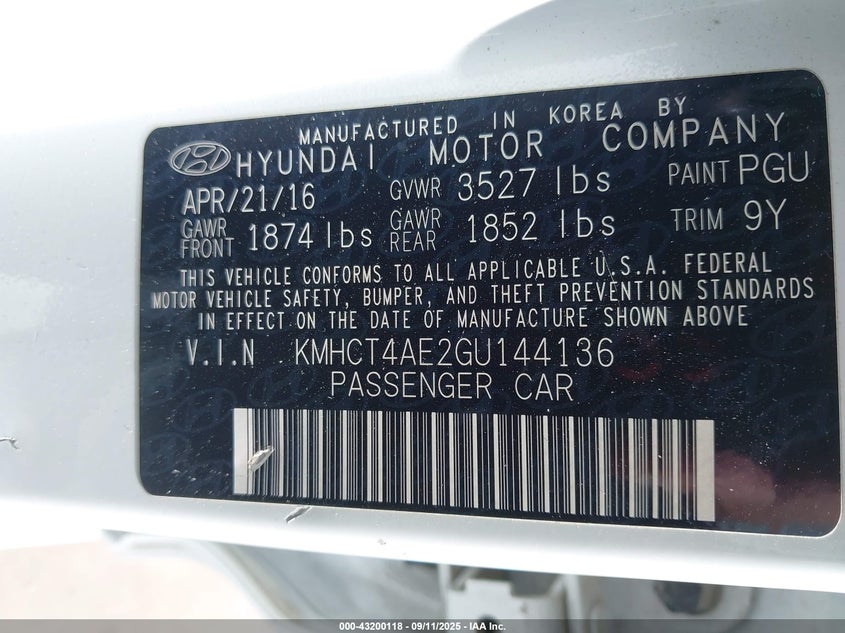 MANUFACTURED IN KOREA BY
HYUNDAI MOTOR COMPANY
APR/21/16 GVWR 3527 lbs PAINT PGU
GAWR FRONT 1874 lbs GAWR REAR 1852 lbs TRIM 9Y
THIS VEHICLE CONFORMS TO ALL APPLICABLE U.S.A. FEDERAL
MOTOR VEHICLE SAFETY, BUMPER, AND THEFT PREVENTION STANDARDS
IN EFFECT ON THE DATE OF MANUFACTURE SHOWN ABOVE
V.I.N KMHCT4AE2GU144136
PASSENGER CAR
000-43200118 - 09/11/2025 - IAA Inc.